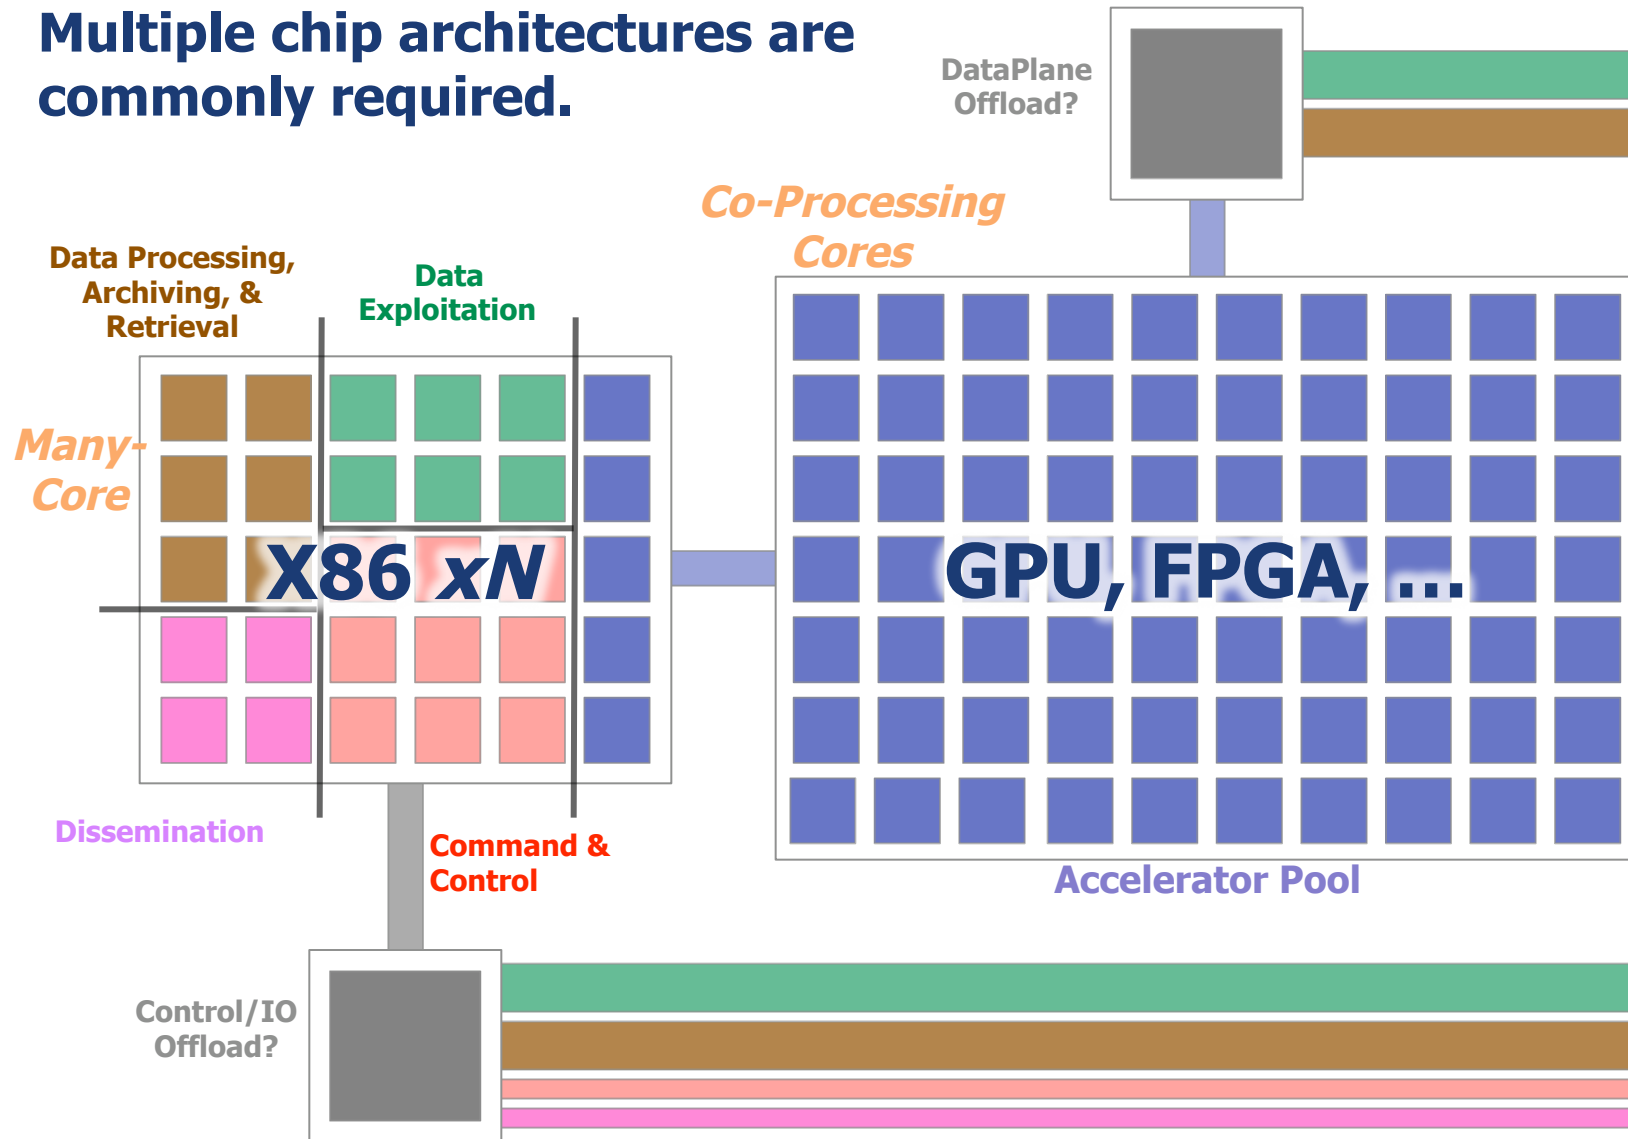 Multiple chip architectures are
commonly required.
DataPlane
Offload?
Co-Processing
Cores
Data Processing,
Archiving, &
Retrieval
Data
Exploitation
Many-
Core
X86 xN
GPU, FPGA, ...
Dissemination
Command &
Control
Accelerator Pool
Control/IO
Offload?